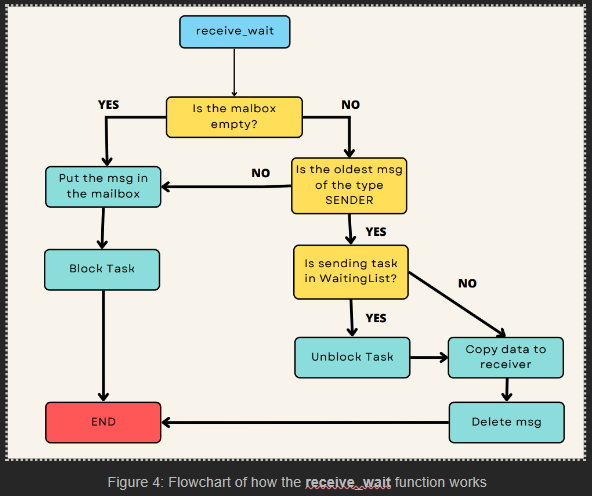 receive_wait
YES
Is the malbox
empty?
NO
Put the msg in
the mailbox
NO
Is the oldest msg
of the type
SENDER
YES
Block Task
Is sending task
in WaitingList?
NO
YES
Unblock Task
Copy data to
receiver
END
Delete msg
Figure 4: Flowchart of how the receive_wait function works